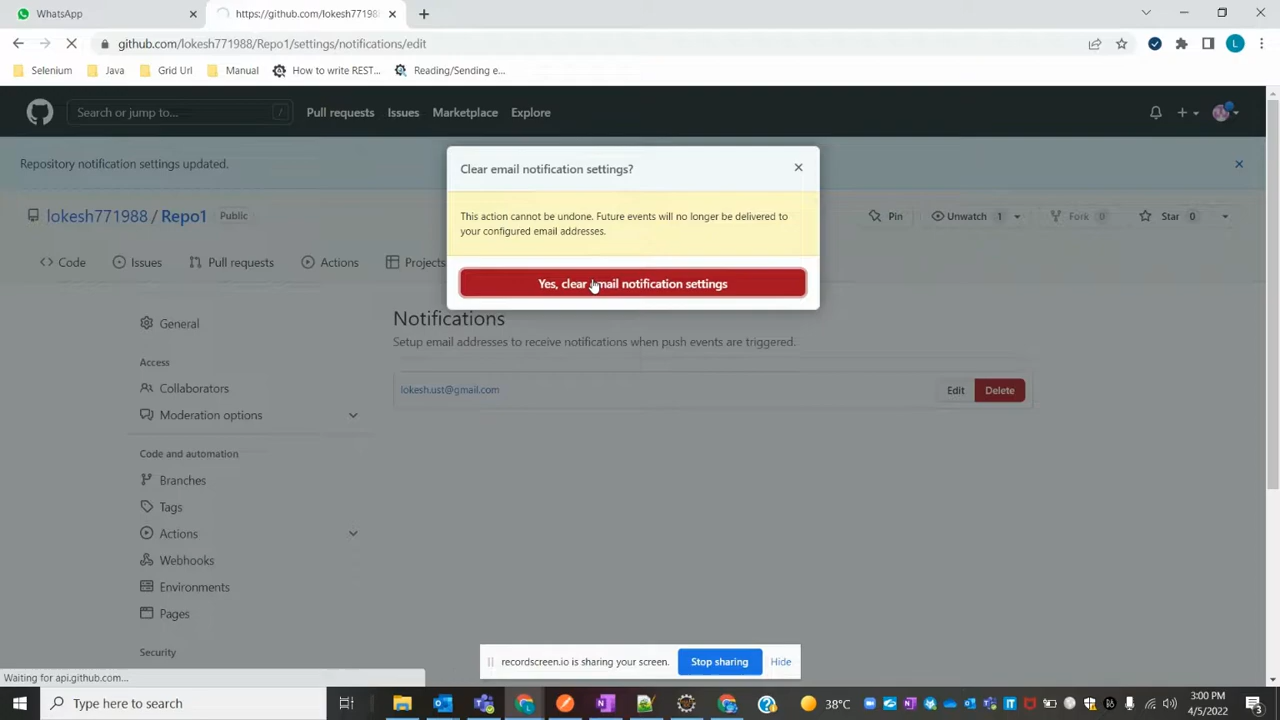 WhatsApp
https://github.com/lokesh771988
github.com/lokesh771988/Repo1/settings/notifications/edit
L
Selenium
Java
Grid Url
Manual
How to write REST...
Reading/Sending e...
Search or jump to...
/
Pull requests
Issues
Marketplace
Explore
Repository notification settings updated.
Clear email notification settings?
This action cannot be undone. Future events will no longer be delivered to
your configured email addresses.
Yes, clear email notification settings
lokesh771988 / Repo1
Public
Pin
Unwatch 1
Fork 0
Star 0
Code
Issues
Pull requests
Actions
Projects
General
Access
Collaborators
Moderation options
Code and automation
Branches
Tags
Actions
Webhooks
Environments
Pages
Security
Notifications
Setup email addresses to receive notifications when push events are triggered.
lokesh.ust@gmail.com
Edit
Delete
recordscreen.io is sharing your screen.
Stop sharing
Hide
Waiting for api.github.com...
Type here to search
38°C
3:00 PM
4/5/2022
3